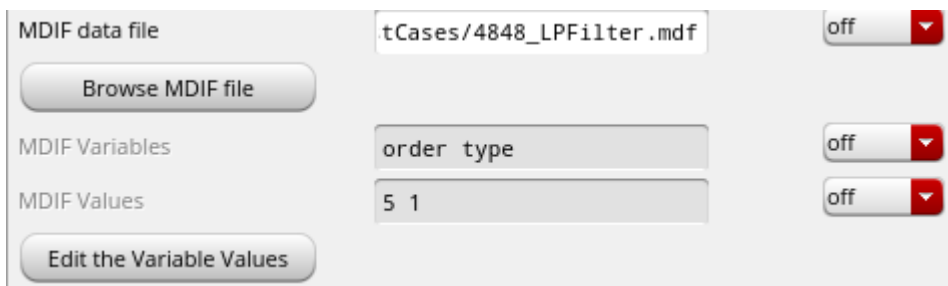 MDIF data file tCases/4848_LPFilter.mdf off
Browse MDIF file
MDIF Variables order type off
MDIF Values 5 1 off
Edit the Variable Values